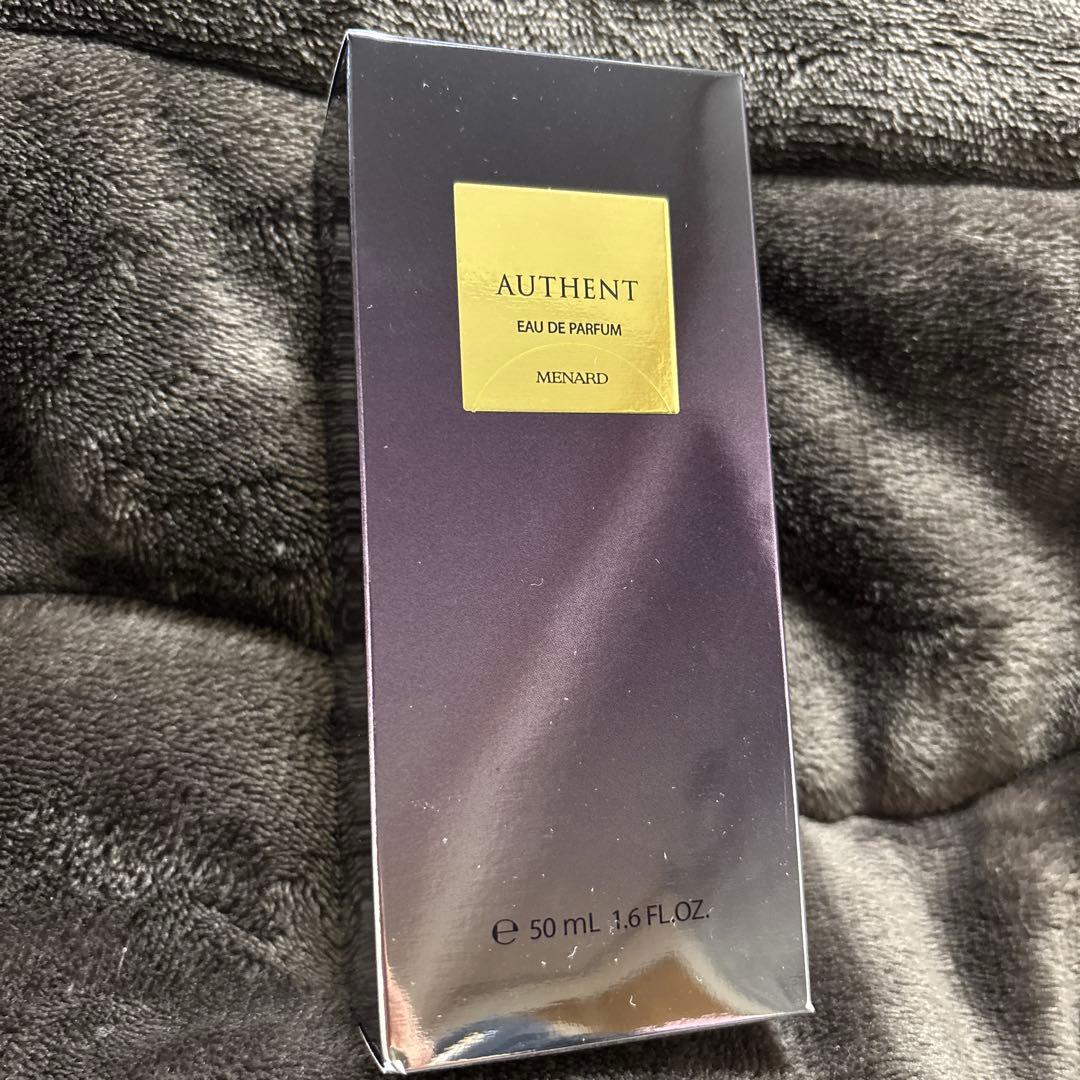 AUTHENT
EAU DE PARFUM
MENARD
℮ 50 mL 1.6 FL.OZ.